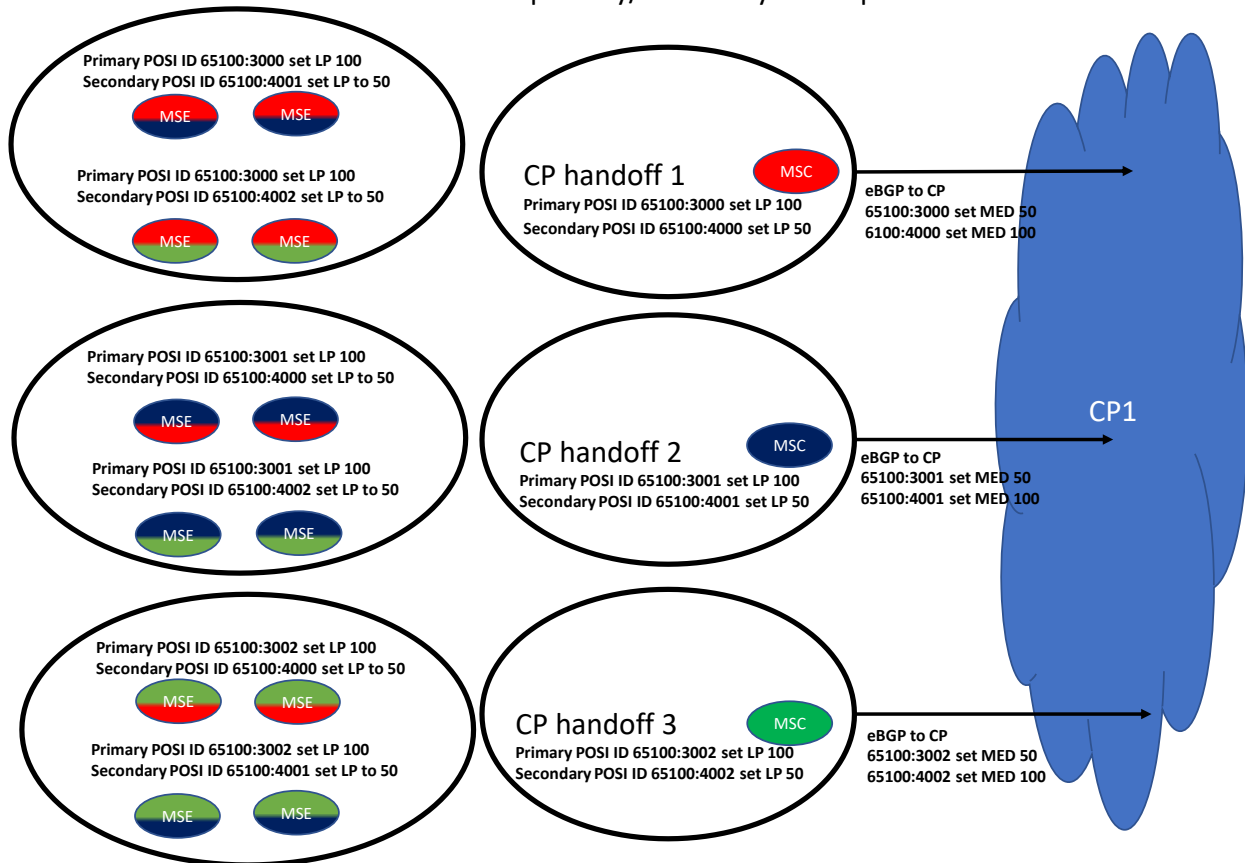 Primary POSI ID 65100:3000 set LP 100
Secondary POSI ID 65100:4001 set LP to 50
MSE
MSE
Primary POSI ID 65100:3000 set LP 100
Secondary POSI ID 65100:4002 set LP to 50
MSE
MSE
CP handoff 1
MSC
Primary POSI ID 65100:3000 set LP 100
Secondary POSI ID 65100:4000 set LP 50
eBGP to CP
65100:3000 set MED 50
6100:4000 set MED 100
Primary POSI ID 65100:3001 set LP 100
Secondary POSI ID 65100:4000 set LP to 50
MSE
MSE
Primary POSI ID 65100:3001 set LP 100
Secondary POSI ID 65100:4002 set LP to 50
MSE
MSE
CP handoff 2
MSC
Primary POSI ID 65100:3001 set LP 100
Secondary POSI ID 65100:4001 set LP 50
eBGP to CP
65100:3001 set MED 50
65100:4001 set MED 100
CP1
Primary POSI ID 65100:3002 set LP 100
Secondary POSI ID 65100:4000 set LP to 50
MSE
MSE
Primary POSI ID 65100:3002 set LP 100
Secondary POSI ID 65100:4001 set LP to 50
MSE
MSE
CP handoff 3
MSC
Primary POSI ID 65100:3002 set LP 100
Secondary POSI ID 65100:4002 set LP 50
eBGP to CP
65100:3002 set MED 50
65100:4002 set MED 100